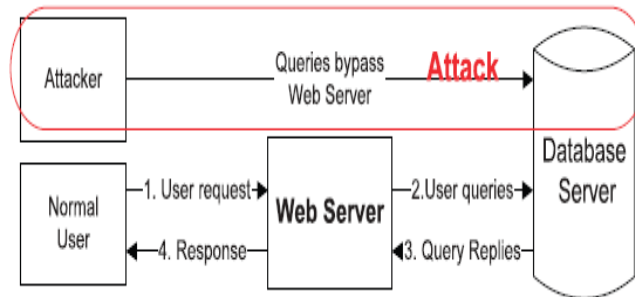 Attacker
Queries bypass
Web Server
Attack
Database
Server
Normal
User
1. User request
Web Server
2.User queries
4. Response
3. Query Replies